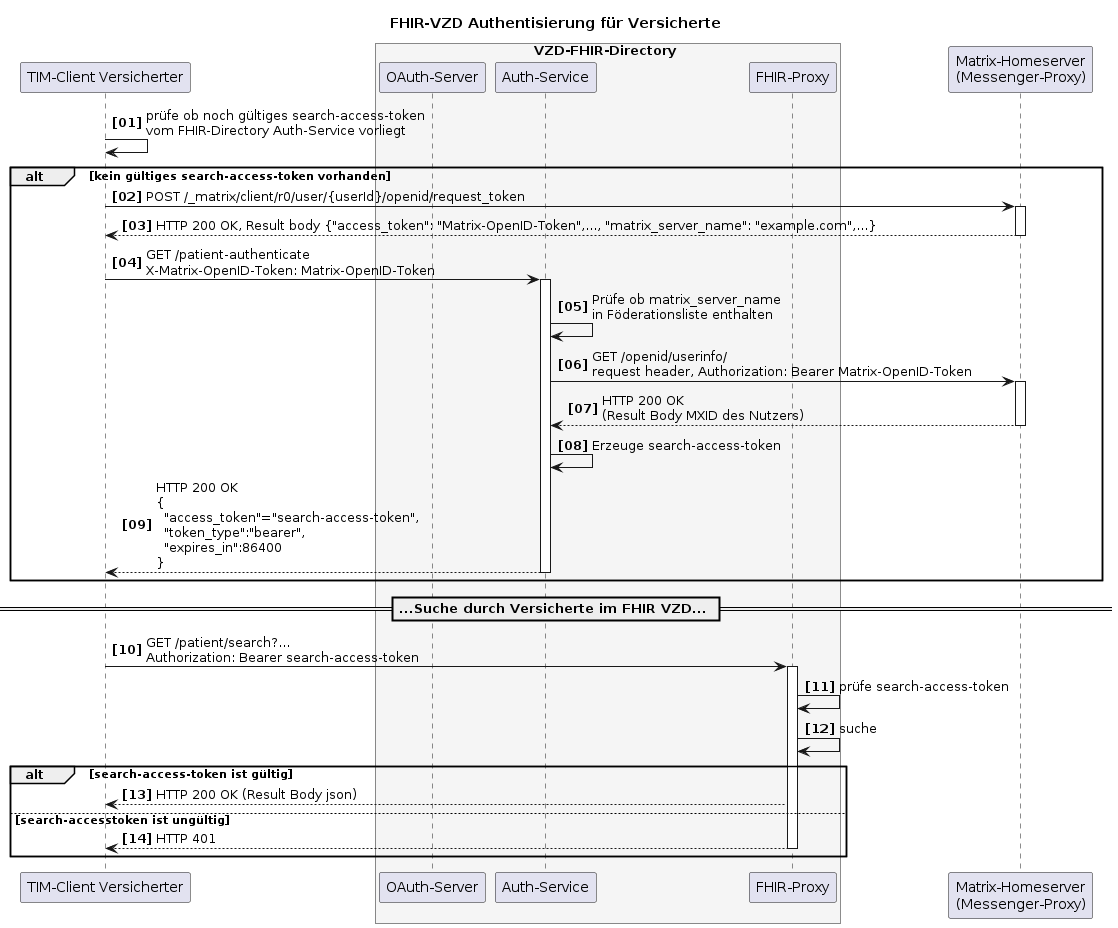 FHIR-VZD Authentisierung für Versicherte
VZD-FHIR-Directory
TIM-Client Versicherter
OAuth-Server
Auth-Service
FHIR-Proxy
Matrix-Homeserver
(Messenger-Proxy)
[01] prüfe ob noch gültiges search-access-token
vom FHIR-Directory Auth-Service vorliegt
alt [kein gültiges search-access-token vorhanden]
[02] POST /_matrix/client/r0/user/{userId}/openid/request_token
[03] HTTP 200 OK, Result body {"access_token": "Matrix-OpenID-Token",..., "matrix_server_name": "example.com",...}
[04] GET /patient-authenticate
X-Matrix-OpenID-Token: Matrix-OpenID-Token
[05] Prüfe ob matrix_server_name
in Föderationsliste enthalten
[06] GET /openid/userinfo/
request header, Authorization: Bearer Matrix-OpenID-Token
[07] HTTP 200 OK
(Result Body MXID des Nutzers)
[08] Erzeuge search-access-token
[09] HTTP 200 OK
{
"access_token"="search-access-token",
"token_type":"bearer",
"expires_in":86400
}
...Suche durch Versicherte im FHIR VZD...
[10] GET /patient/search?...
Authorization: Bearer search-access-token
[11] prüfe search-access-token
[12] suche
alt [search-access-token ist gültig]
[13] HTTP 200 OK (Result Body json)
[search-accesstoken ist ungültig]
[14] HTTP 401
TIM-Client Versicherter
OAuth-Server
Auth-Service
FHIR-Proxy
Matrix-Homeserver
(Messenger-Proxy)